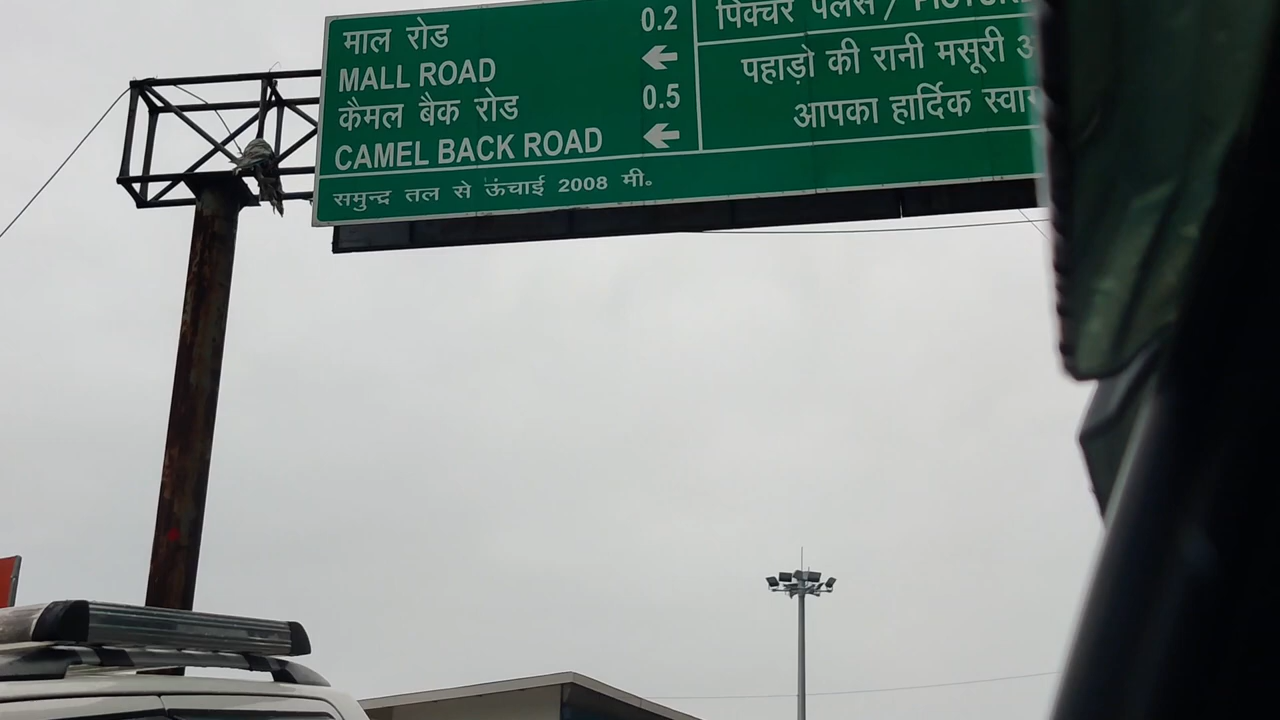 माल रोड 0.2
MALL ROAD
कैमल बैक रोड 0.5
CAMEL BACK ROAD
समुन्द्र तल से ऊंचाई 2008 मी॰
पिक्चर पैलेस /
पहाड़ो की रानी मसूरी
आपका हार्दिक